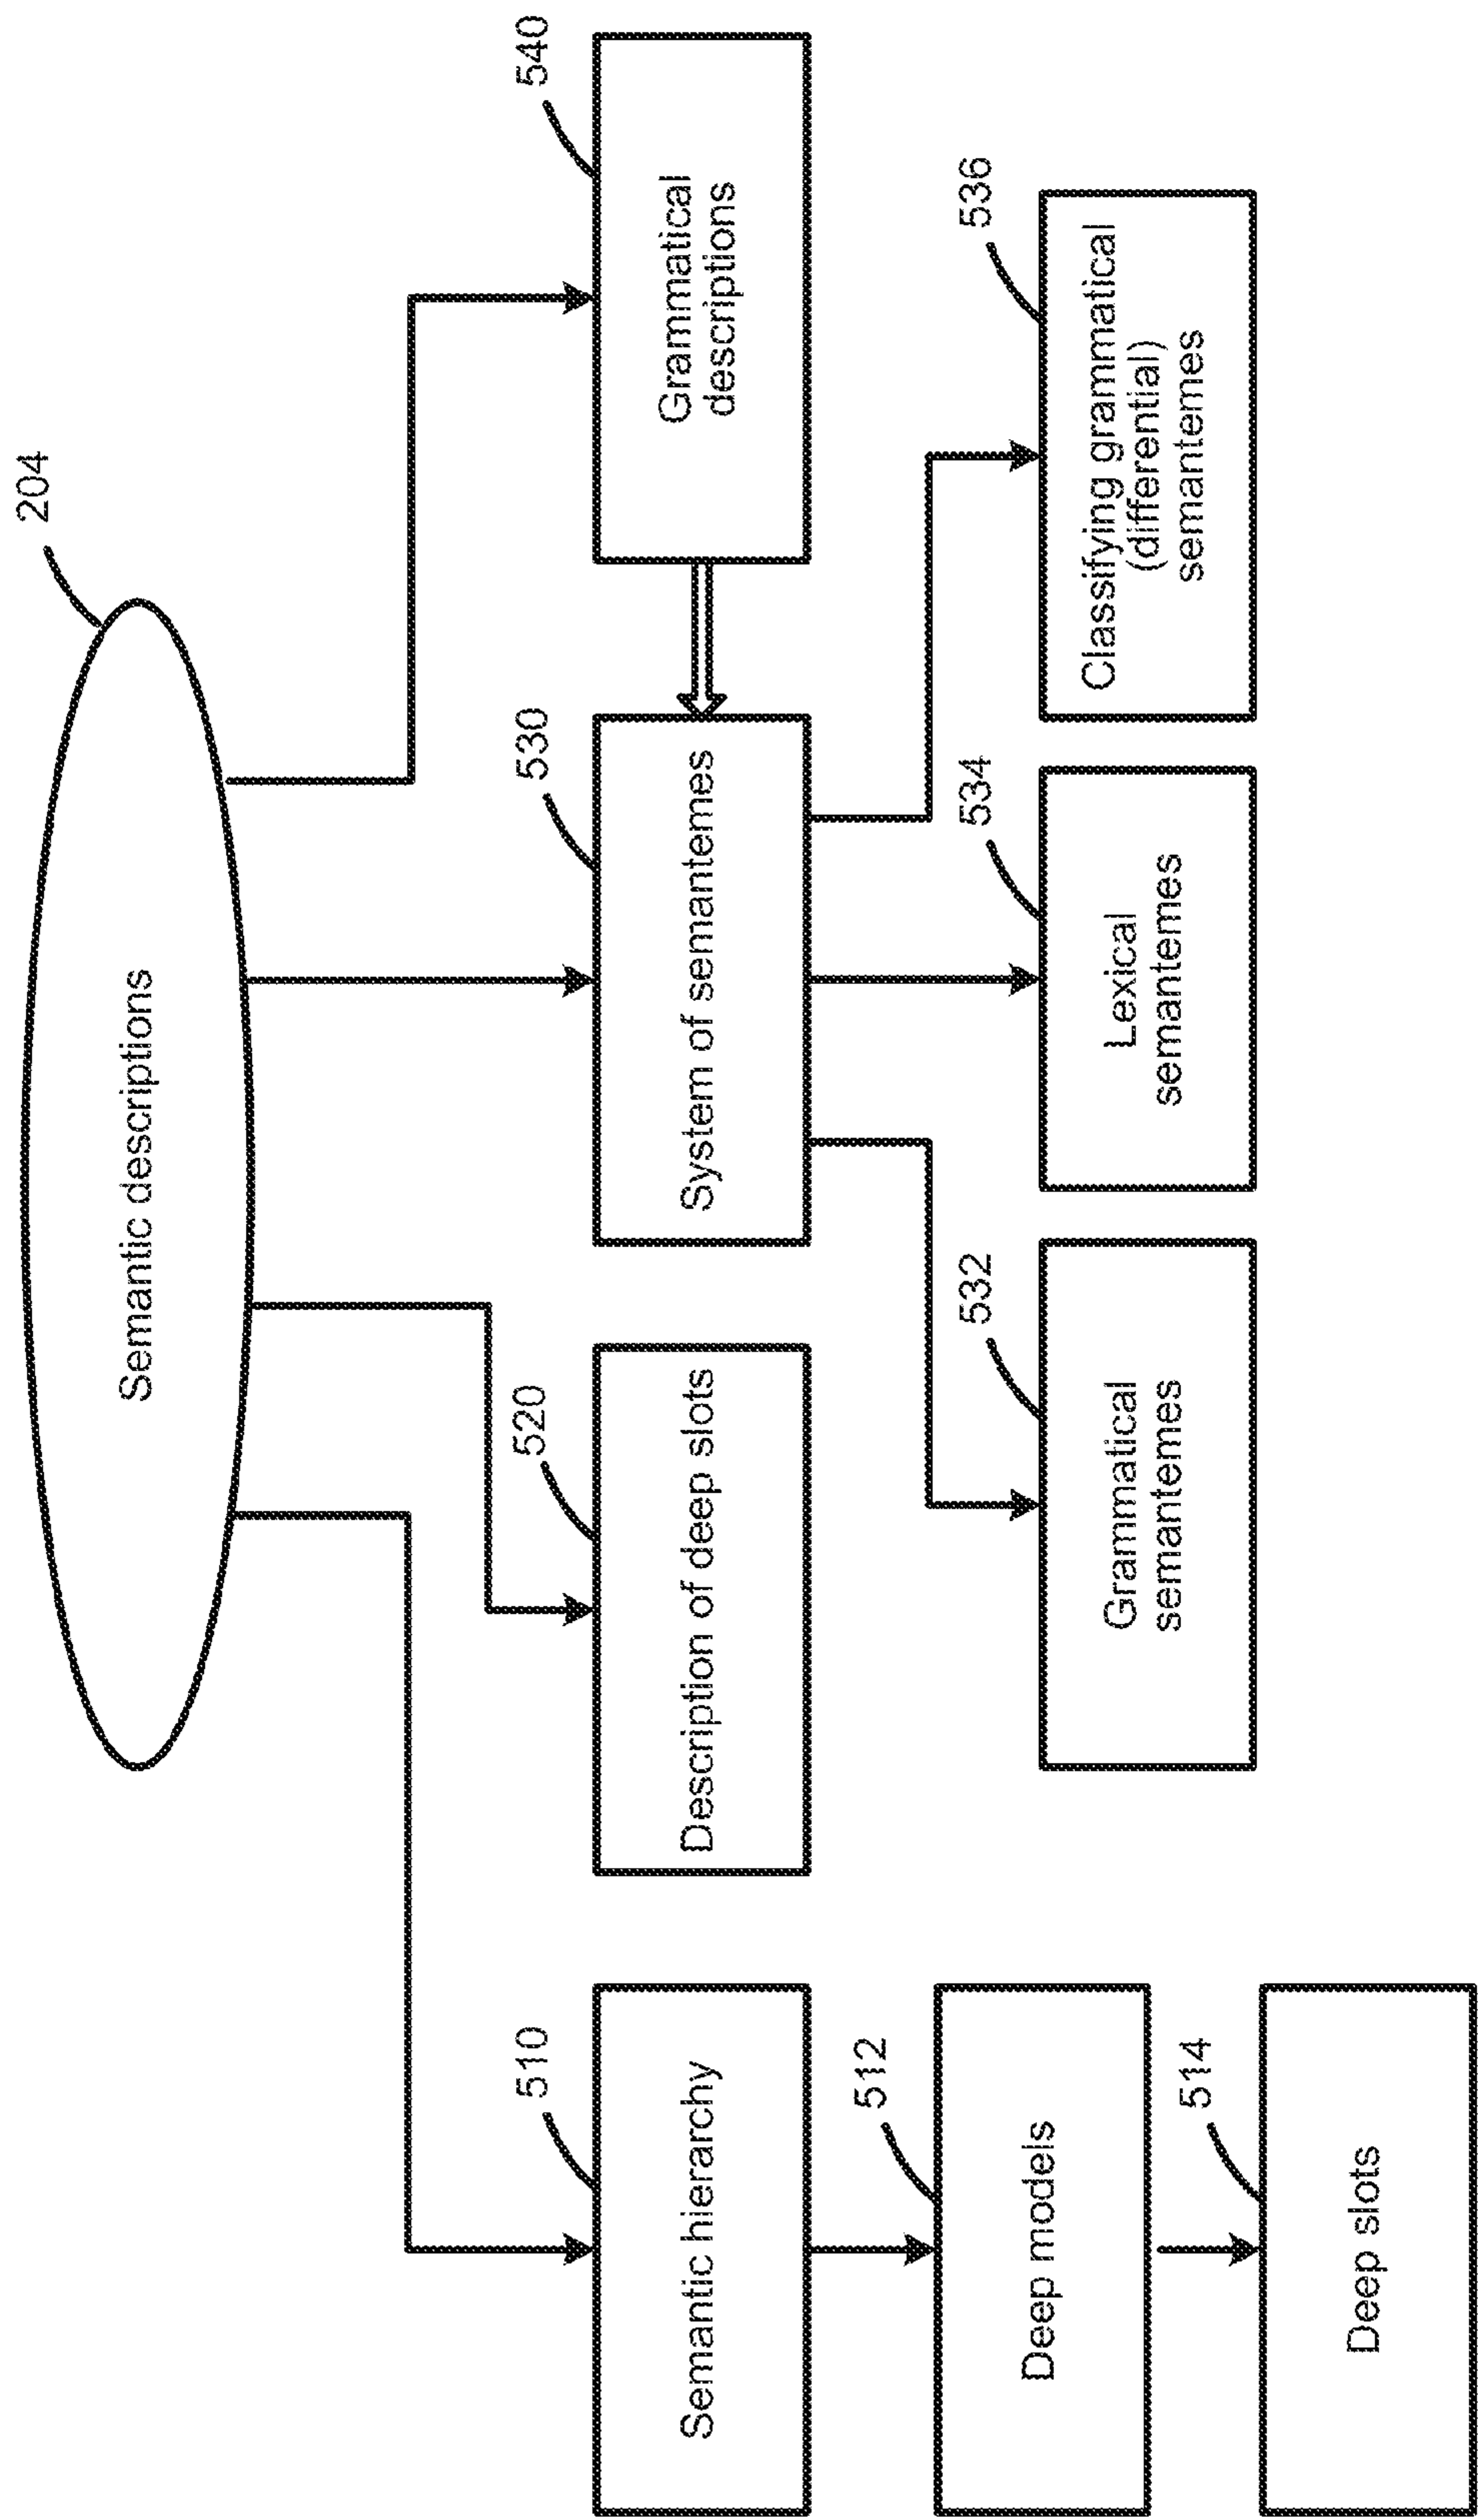 204
Semantic descriptions
510
Semantic hierarchy
520
Description of deep slots
530
System of semantemes
540
Grammatical
descriptions
512
Deep models
532
Grammatical
semantemes
534
Lexical
semantemes
536
Classifying grammatical
(differential)
semantemes
514
Deep slots